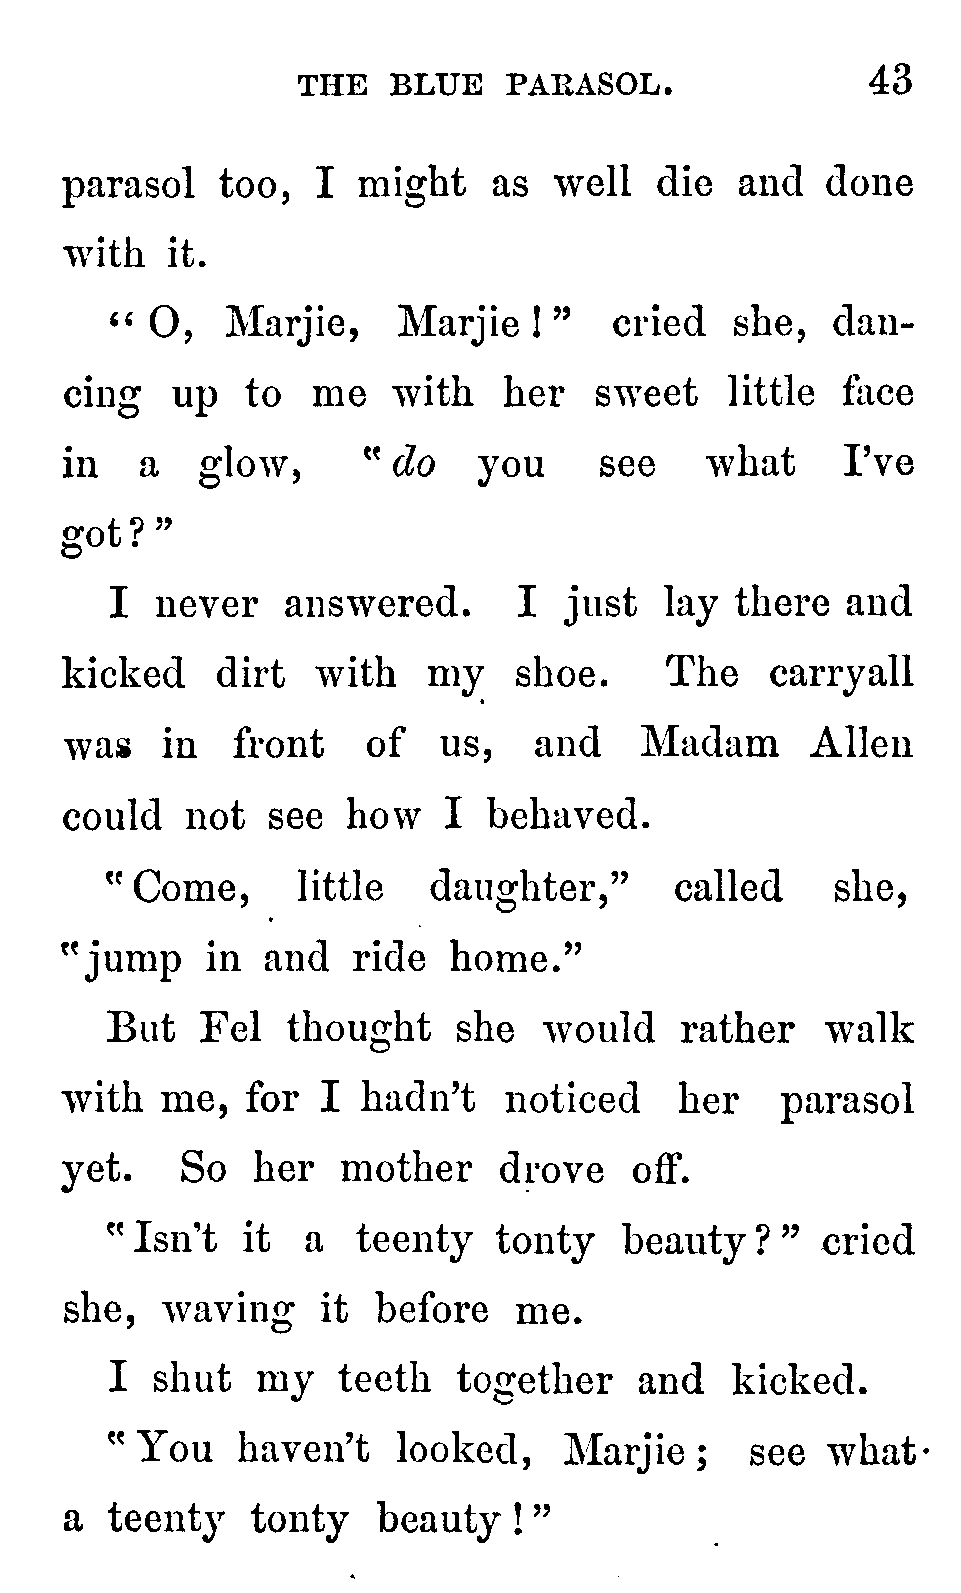 THE BLUE PARASOL. 43
parasol too, I might as well die and done
with it.
"O, Marjie, Marjie!" cried she, dan-
cing up to me with her sweet little face
in a glow, "do you see what I've
got?"
I never answered. I just lay there and
kicked dirt with my shoe. The carryall
was in front of us, and Madam Allen
could not see how I behaved.
"Come, little daughter," called she,
"jump in and ride home."
But Fel thought she would rather walk
with me, for I hadn't noticed her parasol
yet. So her mother drove off.
"Isn't it a teenty tonty beauty?" cried
she, waving it before me.
I shut my teeth together and kicked.
"You haven't looked, Marjie; see what
a teenty tonty beauty!"